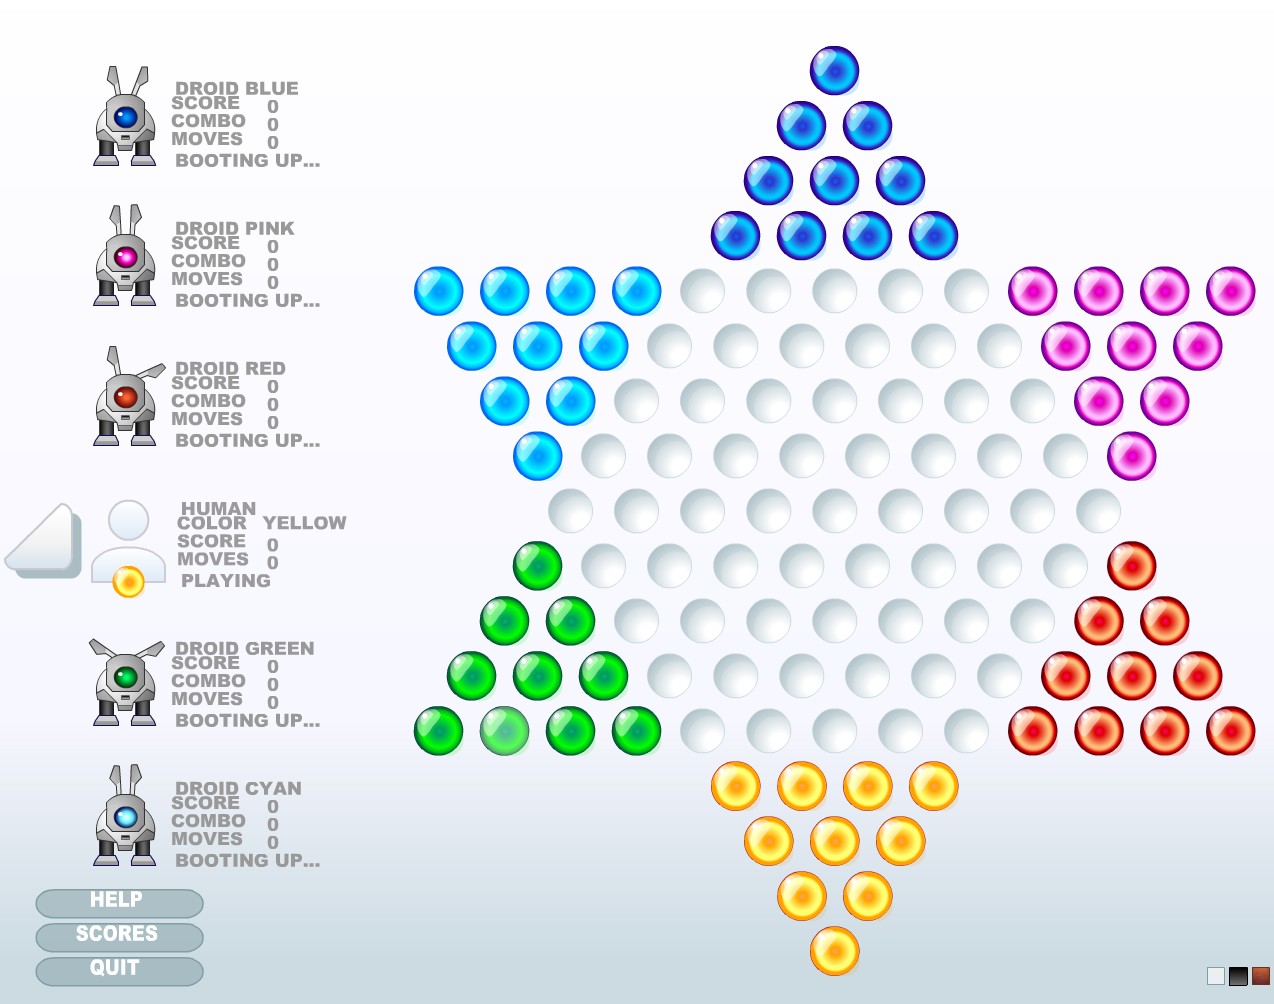 DROID BLUE
SCORE 0
COMBO 0
MOVES 0
BOOTING UP...
DROID PINK
SCORE 0
COMBO 0
MOVES 0
BOOTING UP...
DROID RED
SCORE 0
COMBO 0
MOVES 0
BOOTING UP...
HUMAN
COLOR YELLOW
SCORE 0
MOVES 0
PLAYING
DROID GREEN
SCORE 0
COMBO 0
MOVES 0
BOOTING UP...
DROID CYAN
SCORE 0
COMBO 0
MOVES 0
BOOTING UP...
HELP
SCORES
QUIT